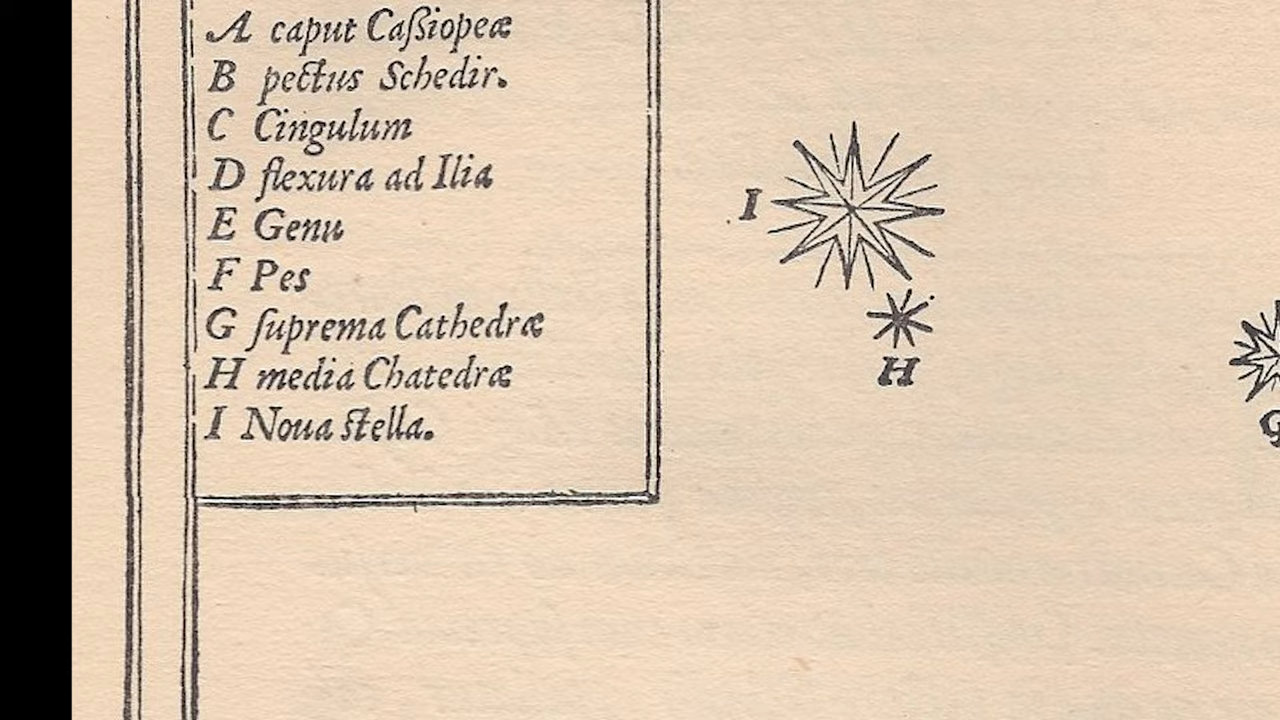 A caput Caſsiopeæ
B pectus Schedir.
C Cingulum
D flexura ad Ilia
E Genu
F Pes
G ſuprema Cathedræ
H media Chatedræ
I Noua ſtella.
I
H
G